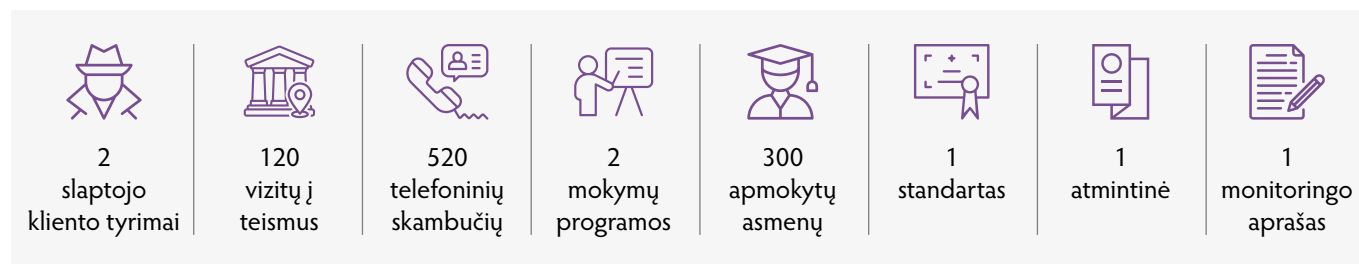 2
slaptojo
kliento tyrimai
120
vizitų į
teismus
520
telefoninių
skambučių
2
mokymų
programos
300
apmokytų
asmenų
1
standartas
1
atmintinė
1
monitoringo
aprašas